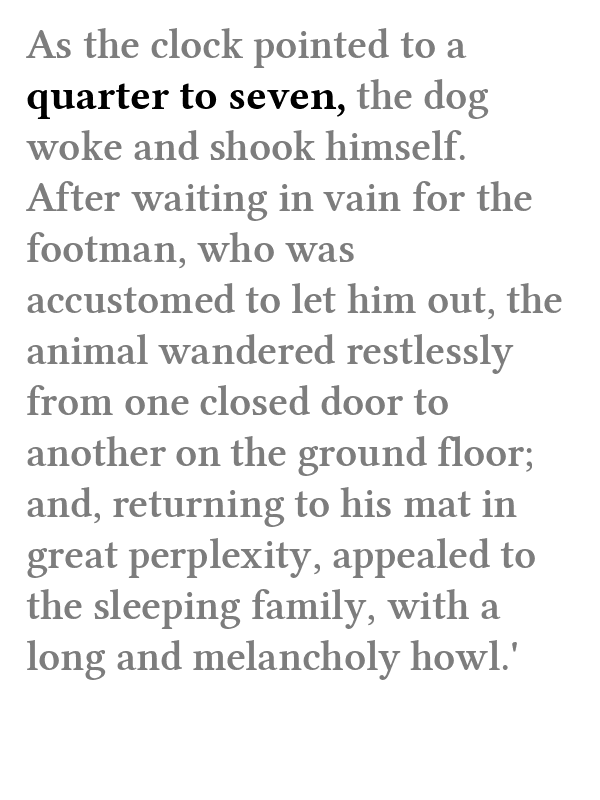 As the clock pointed to a
quarter to seven, the dog
woke and shook himself.
After waiting in vain for the
footman, who was
accustomed to let him out, the
animal wandered restlessly
from one closed door to
another on the ground floor;
and, returning to his mat in
great perplexity, appealed to
the sleeping family, with a
long and melancholy howl.'